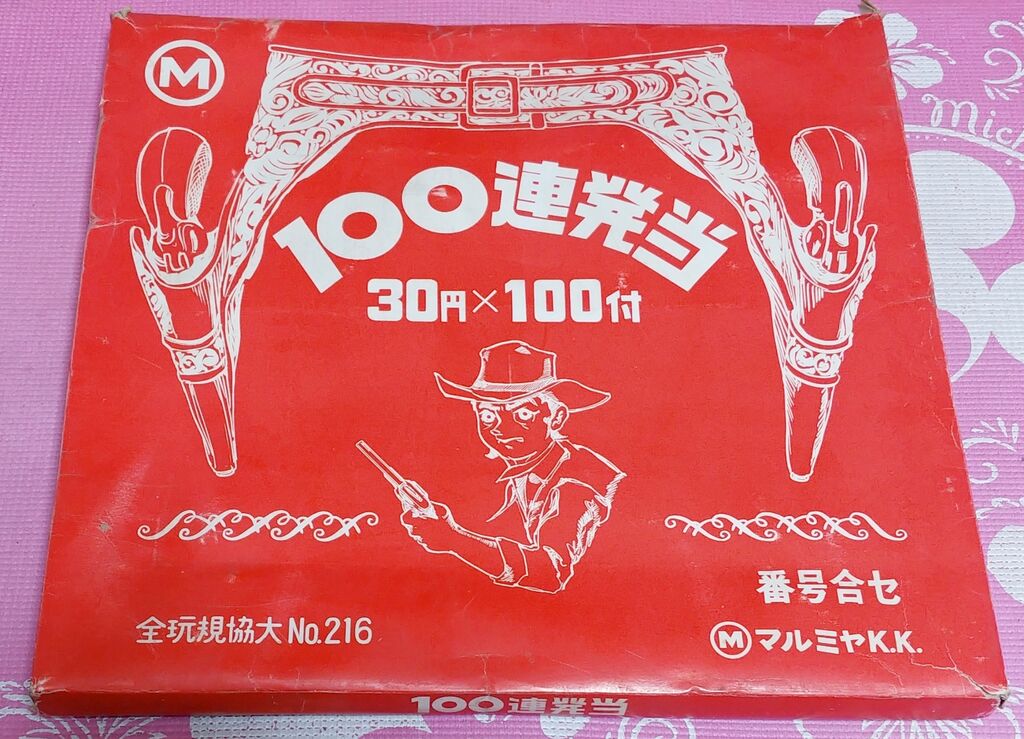 M
100連発当
30円×100付
番号合セ
全玩規協大No.216
M マルミヤK.K.
100連発当
Mic